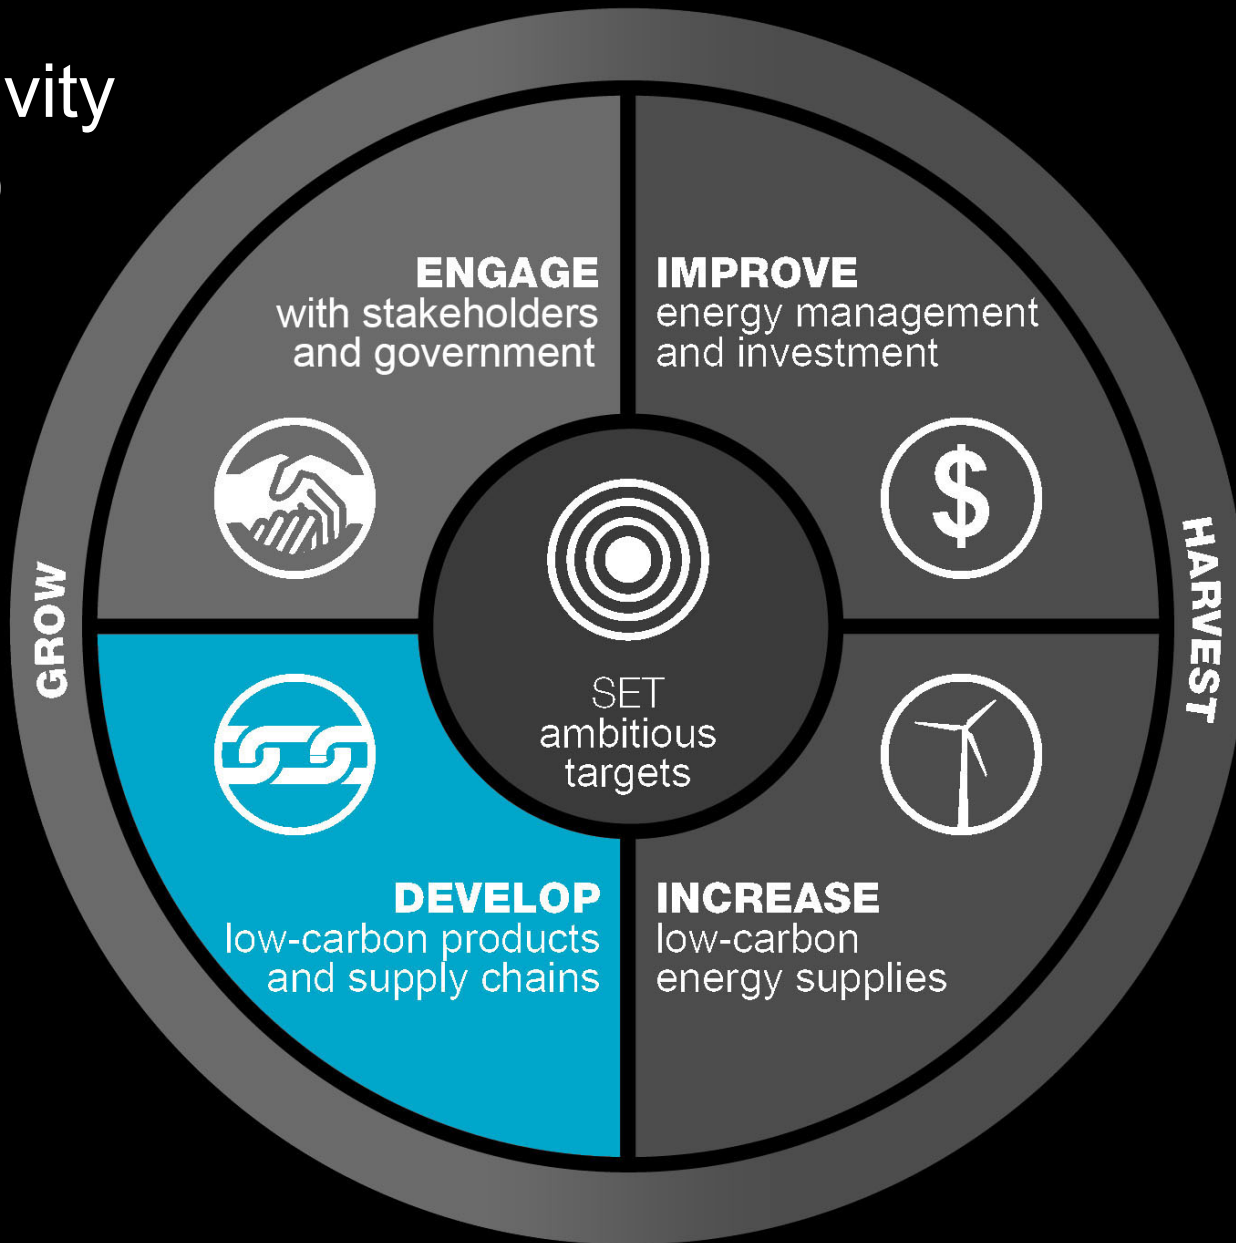 vity
ENGAGE
with stakeholders
and government
IMPROVE
energy management
and investment
$
GROW
HARVEST
SET
ambitious
targets
DEVELOP
low-carbon products
and supply chains
INCREASE
low-carbon
energy supplies